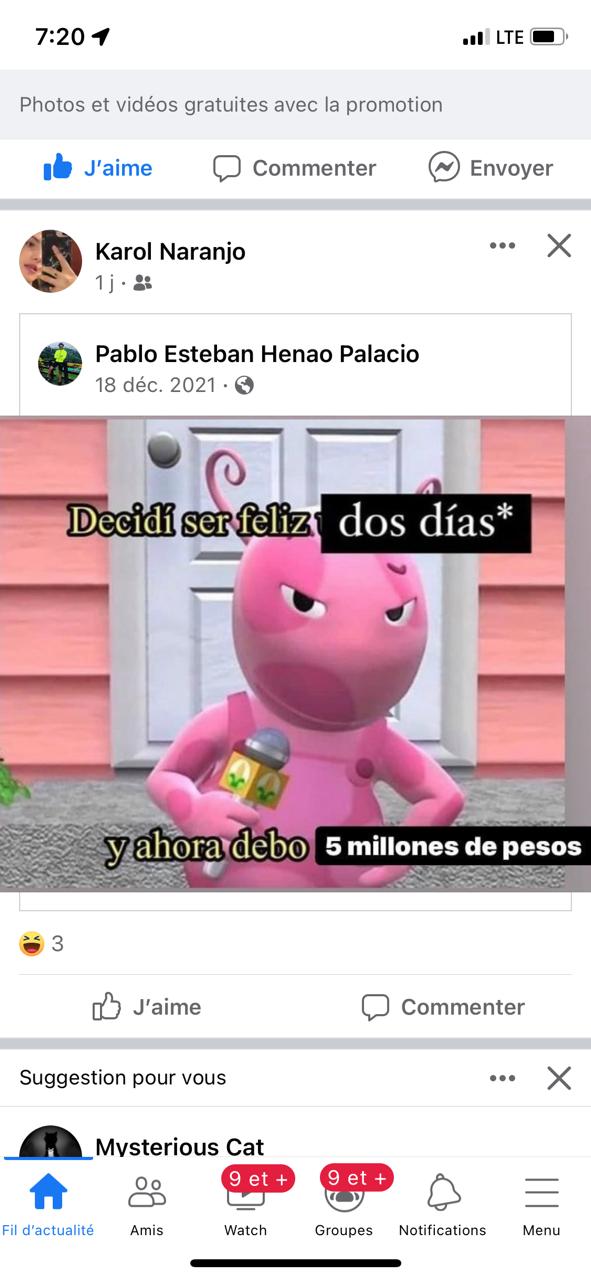 7:20 LTE
Photos et vidéos gratuites avec la promotion
J'aime Commenter Envoyer
Karol Naranjo
1 j ·
Pablo Esteban Henao Palacio
18 déc. 2021 ·
Decidí ser feliz dos días*
y ahora debo 5 millones de pesos
3
J'aime Commenter
Suggestion pour vous
Mysterious Cat
9 et + 9 et +
Fil d'actualité Amis Watch Groupes Notifications Menu